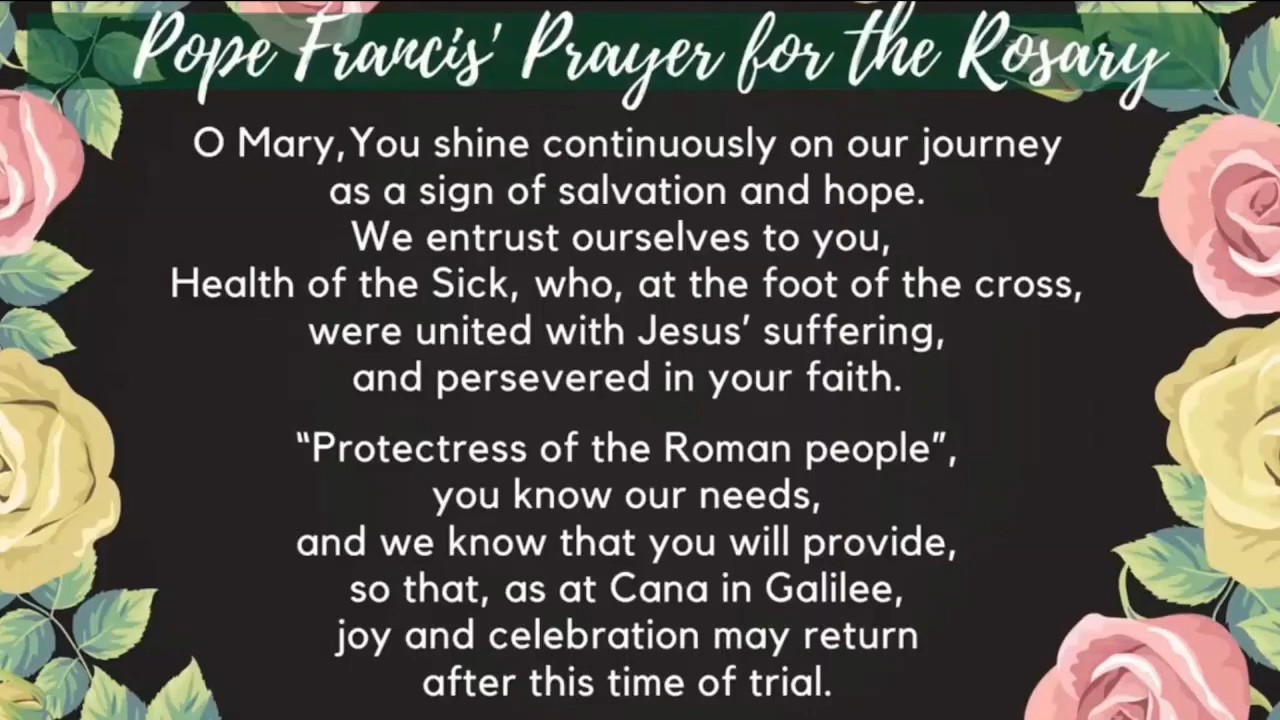 Pope Francis' Prayer for the Rosary
O Mary,You shine continuously on our journey
as a sign of salvation and hope.
We entrust ourselves to you,
Health of the Sick, who, at the foot of the cross,
were united with Jesus’ suffering,
and persevered in your faith.
“Protectress of the Roman people”,
you know our needs,
and we know that you will provide,
so that, as at Cana in Galilee,
joy and celebration may return
after this time of trial.